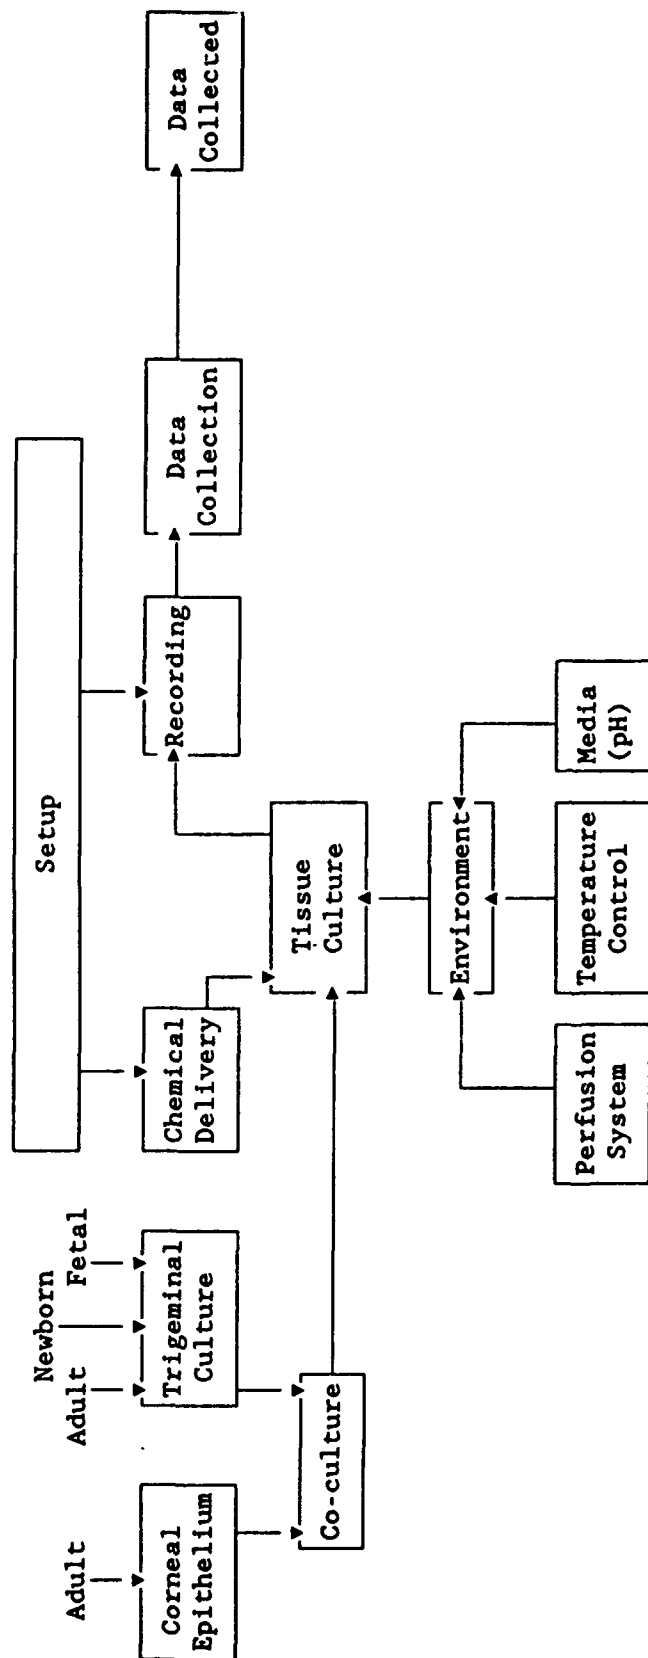 Setup
Newborn
Adult
Adult
Fetal
Corneal
Epithelium
Trigeminal
Culture
Chemical
Delivery
Recording
Data
Collection
Data
Collected
Co-culture
Tissue
Culture
Environment
Perfusion
System
Temperature
Control
Media
(pH)